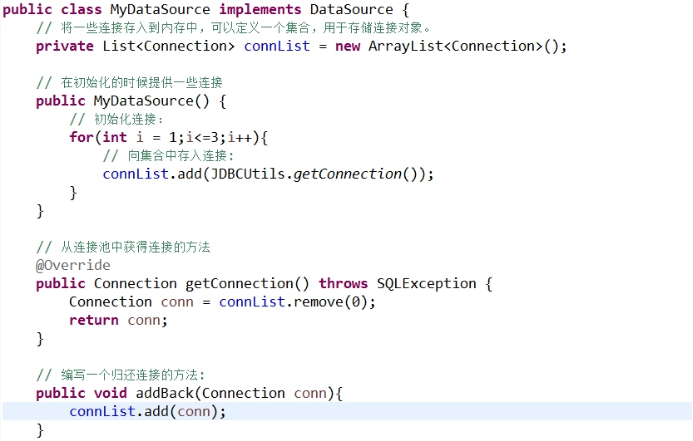 public class MyDataSource implements DataSource {
// 将一些连接存入到内存中，可以定义一个集合，用于存储连接对象。
private List<Connection> connList = new ArrayList<Connection>();
// 在初始化的时候提供一些连接
public MyDataSource() {
// 初始化连接：
for(int i = 1;i<=3;i++){
// 向集合中存入连接：
connList.add(JDBCUtils.getConnection());
}
}
// 从连接池中获得连接的方法
@Override
public Connection getConnection() throws SQLException {
Connection conn = connList.remove(0);
return conn;
}
// 编写一个归还连接的方法：
public void addBack(Connection conn){
connList.add(conn);
}